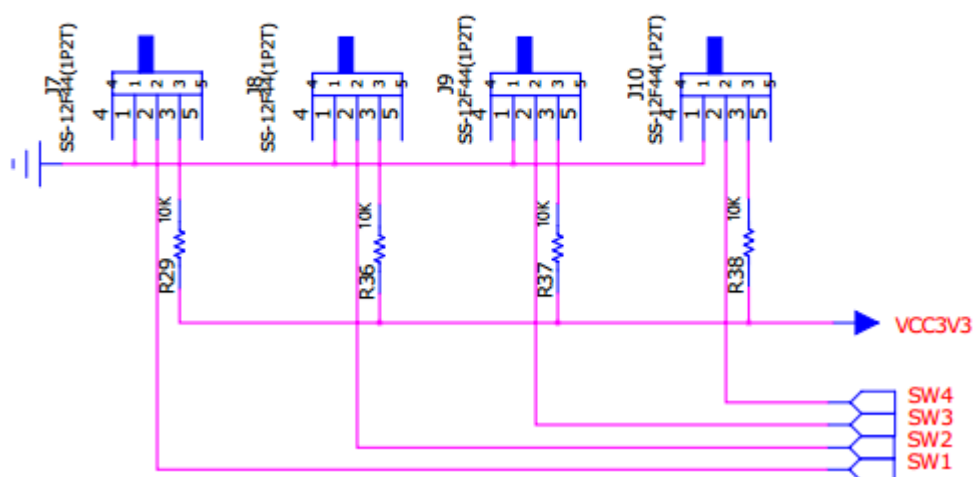 J7
SS-12F44(1P2T)
4 1 2 3 5
4 1 2 3 5
J8
SS-12F44(1P2T)
4 1 2 3 5
4 1 2 3 5
J9
SS-12F44(1P2T)
4 1 2 3 5
4 1 2 3 5
J10
SS-12F44(1P2T)
4 1 2 3 5
4 1 2 3 5
10K
R29
10K
R36
10K
R37
10K
R38
VCC3V3
SW4
SW3
SW2
SW1